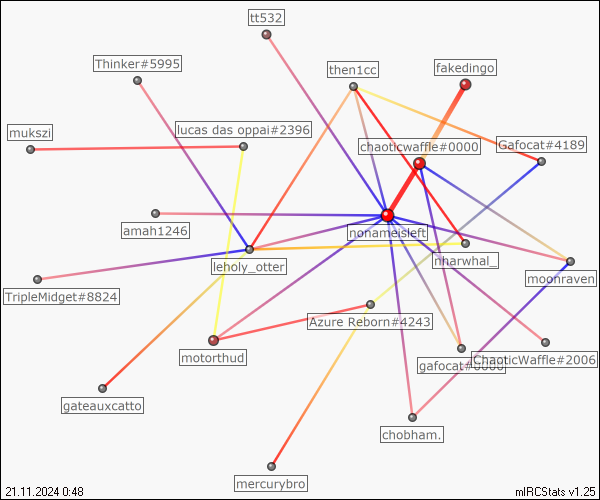 tt532
Thinker#5995
then1cc
fakedingo
mukszi
lucas das oppai#2396
chaoticwaffle#0000
Gafocat#4189
amah1246
nonameisleft
leholy_otter
nharwhal_
moonraven
TripleMidget#8824
Azure Reborn#4243
motorthud
gafocat#0000
ChaoticWaffle#2006
gateauxcatto
chobham.
mercurybro
21.11.2024 0:48
mIRCStats v1.25